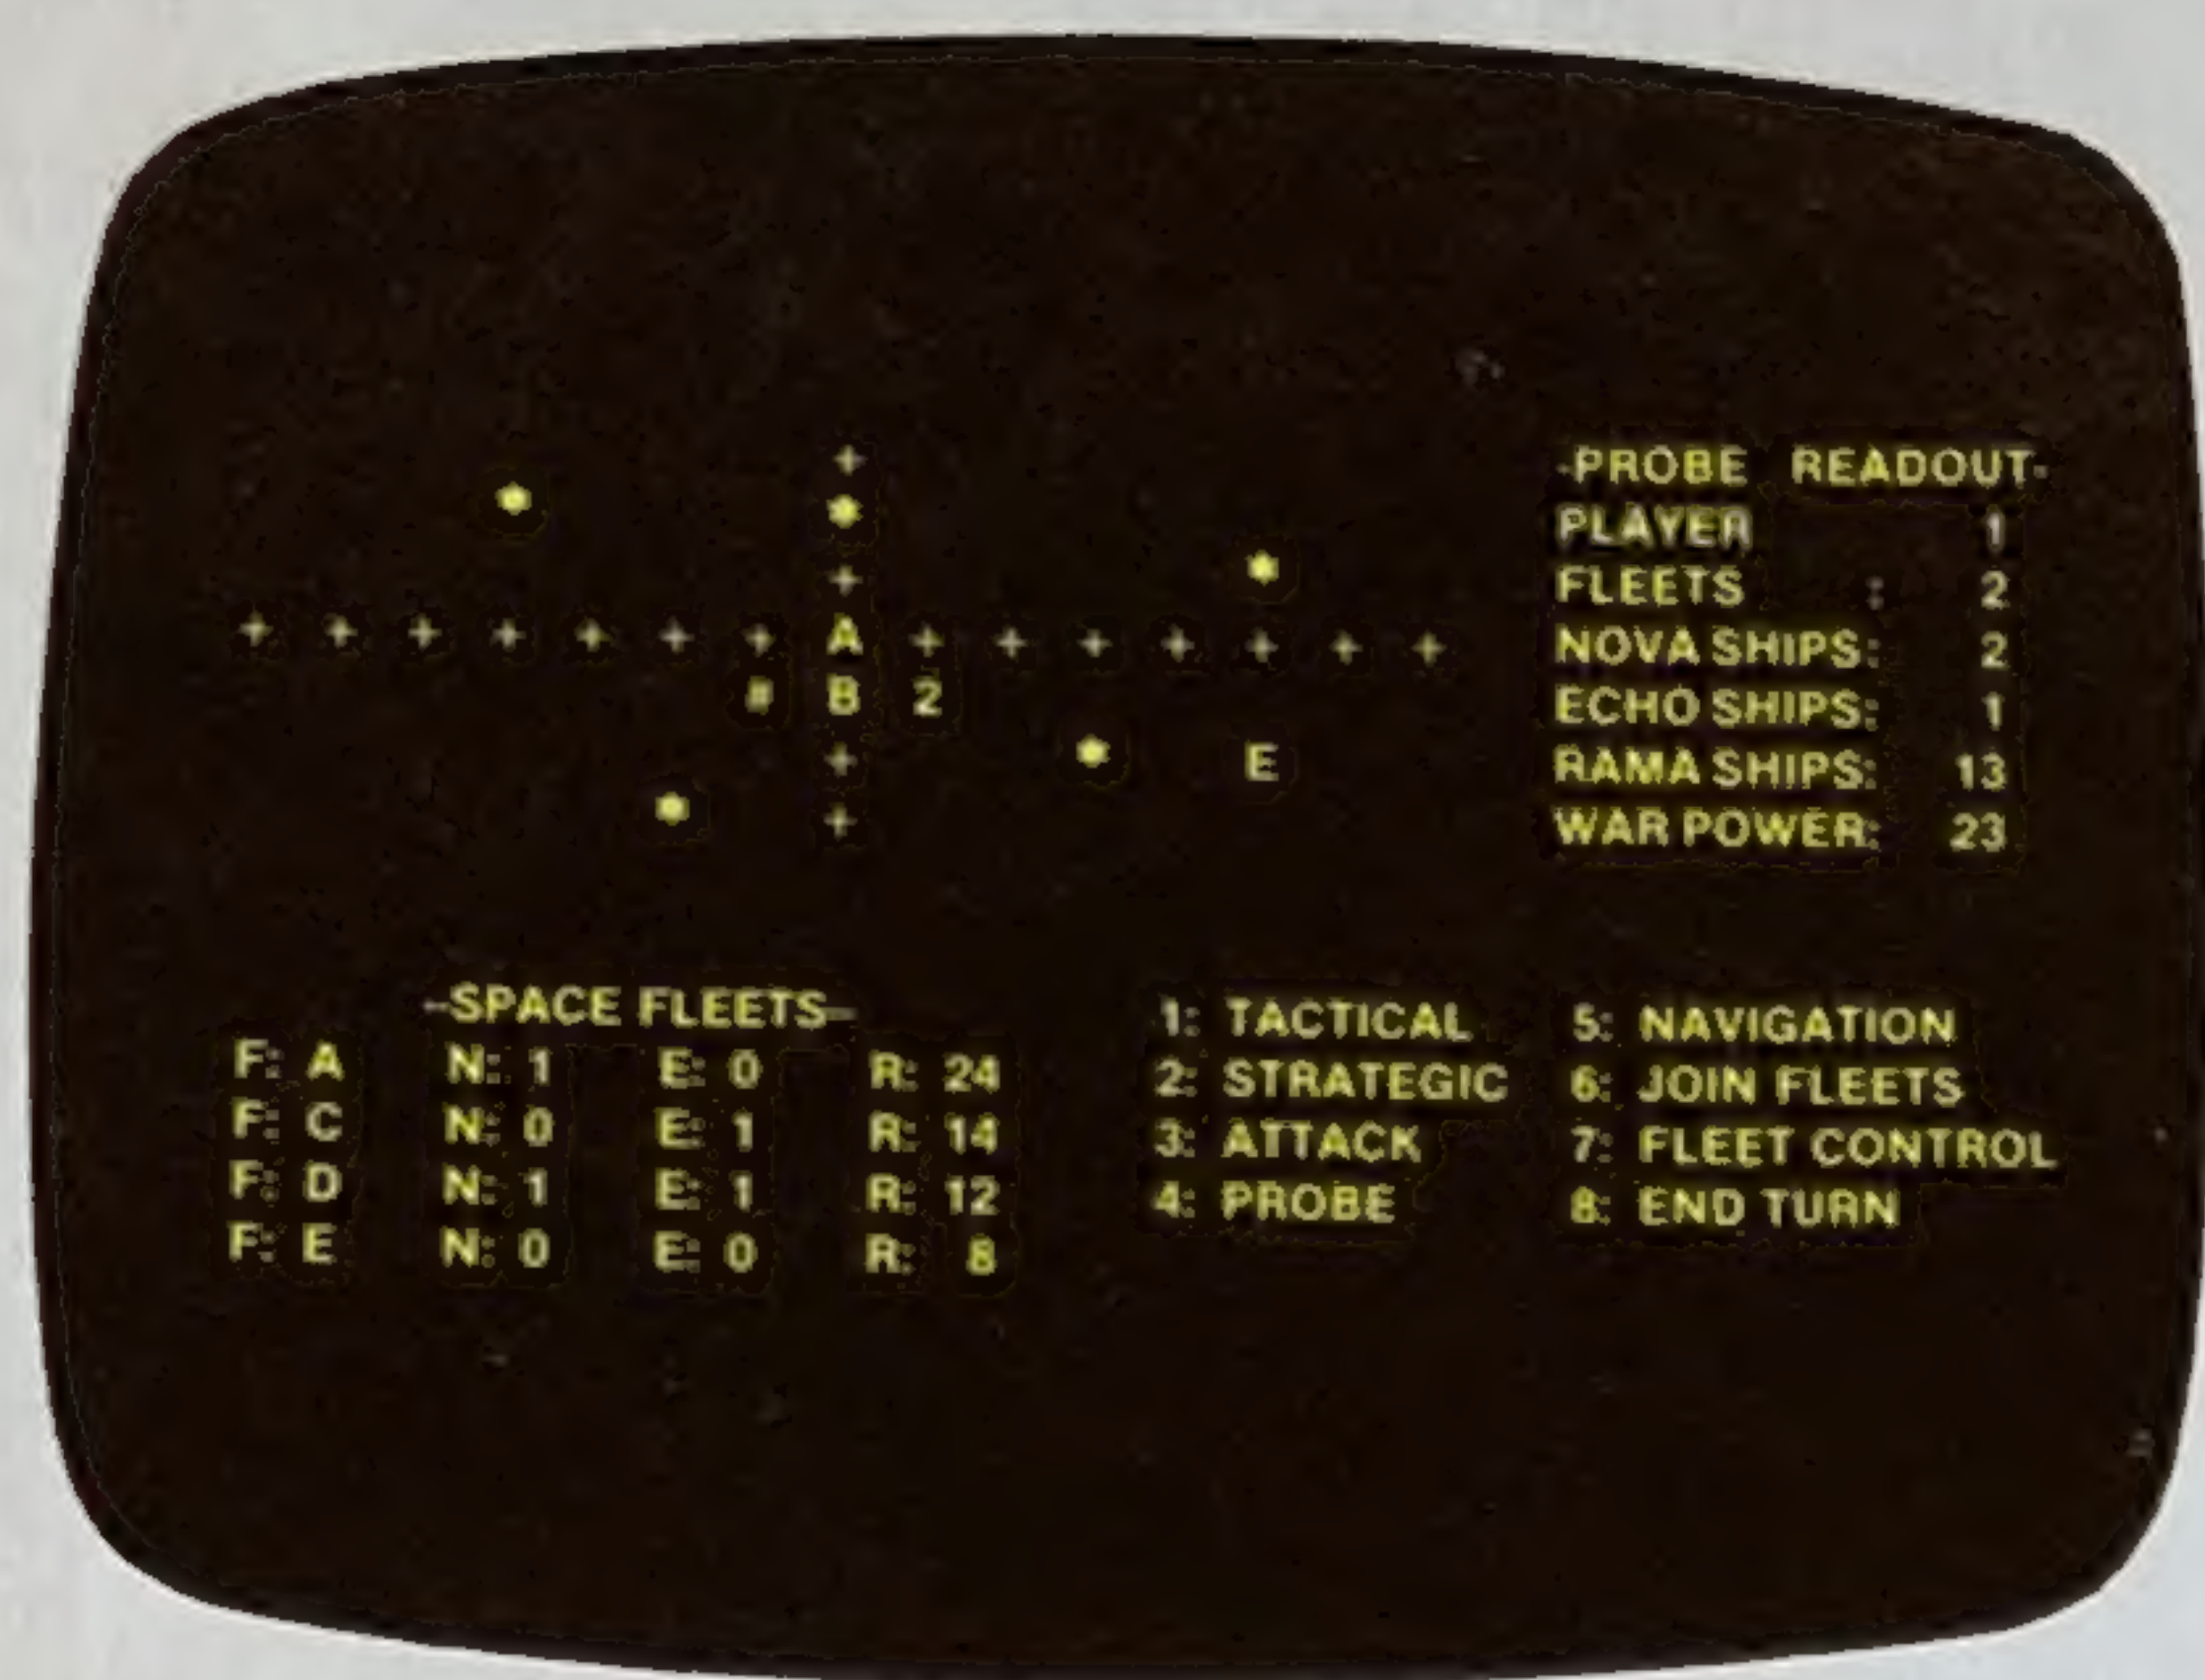 +
+
+ + + + + + + A + + + + + + +
# B 2
+ E
+
-PROBE READOUT-
PLAYER 1
FLEETS : 2
NOVA SHIPS: 2
ECHO SHIPS: 1
RAMA SHIPS: 13
WAR POWER: 23
-SPACE FLEETS-
F: A N: 1 E: 0 R: 24
F: C N: 0 E: 1 R: 14
F: D N: 1 E: 1 R: 12
F: E N: 0 E: 0 R: 8
1: TACTICAL
2: STRATEGIC
3: ATTACK
4: PROBE
5: NAVIGATION
6: JOIN FLEETS
7: FLEET CONTROL
8: END TURN